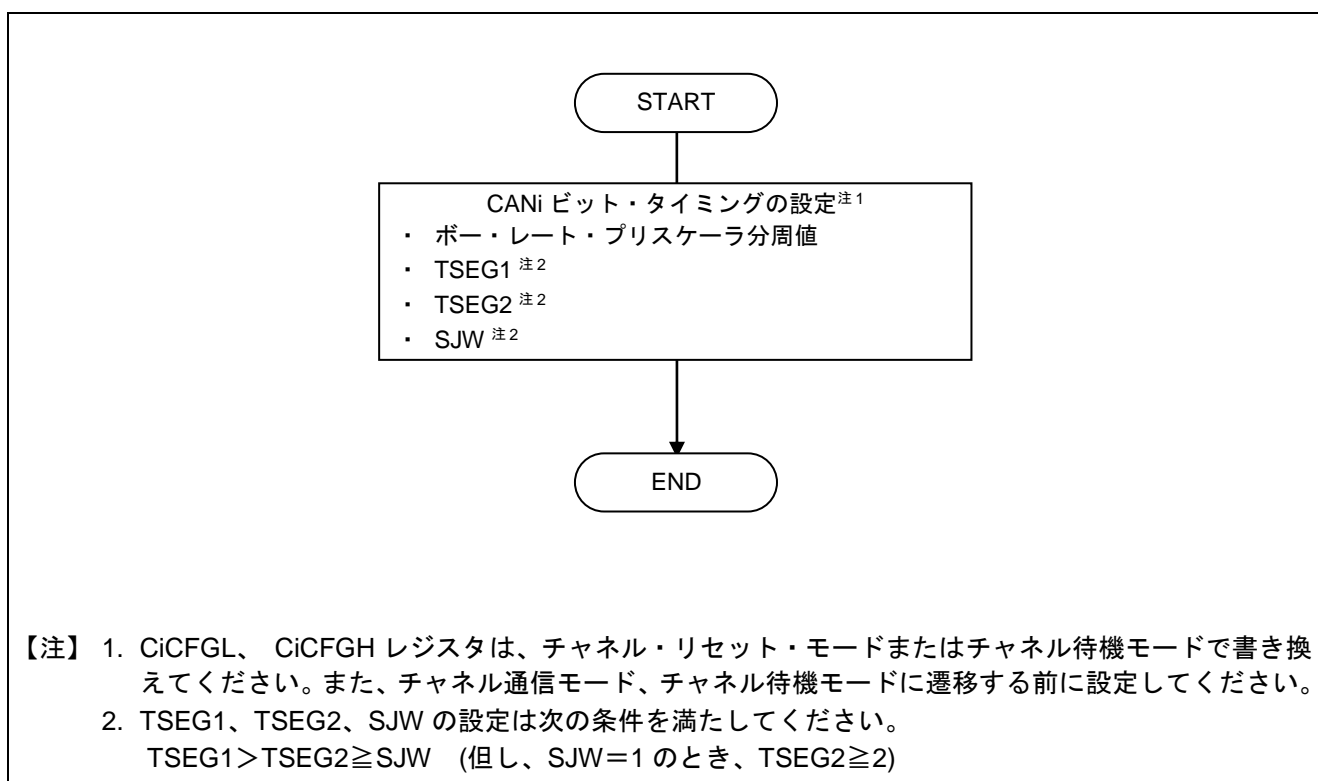 START
CANi ビット・タイミングの設定注1
・ ボー・レート・プリスケーラ分周値
・ TSEG1 注2
・ TSEG2 注2
・ SJW 注2
END
【注】 1. CiCFGL、 CiCFGH レジスタは、チャネル・リセット・モードまたはチャネル待機モードで書き換
えてください。また、チャネル通信モード、チャネル待機モードに遷移する前に設定してください。
2. TSEG1、TSEG2、SJW の設定は次の条件を満たしてください。
TSEG1＞TSEG2≧SJW (但し、SJW＝1 のとき、TSEG2≧2)